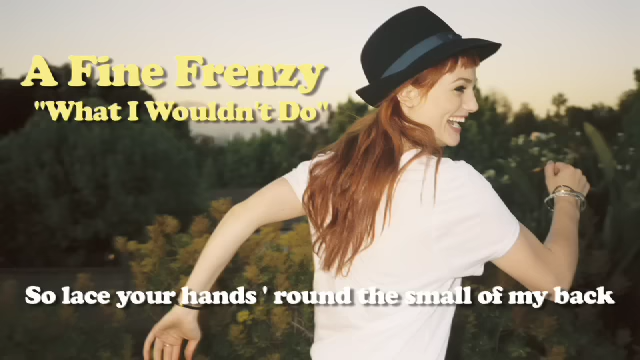 A Fine Frenzy
"What I Wouldn't Do"
So lace your hands ' round the small of my back